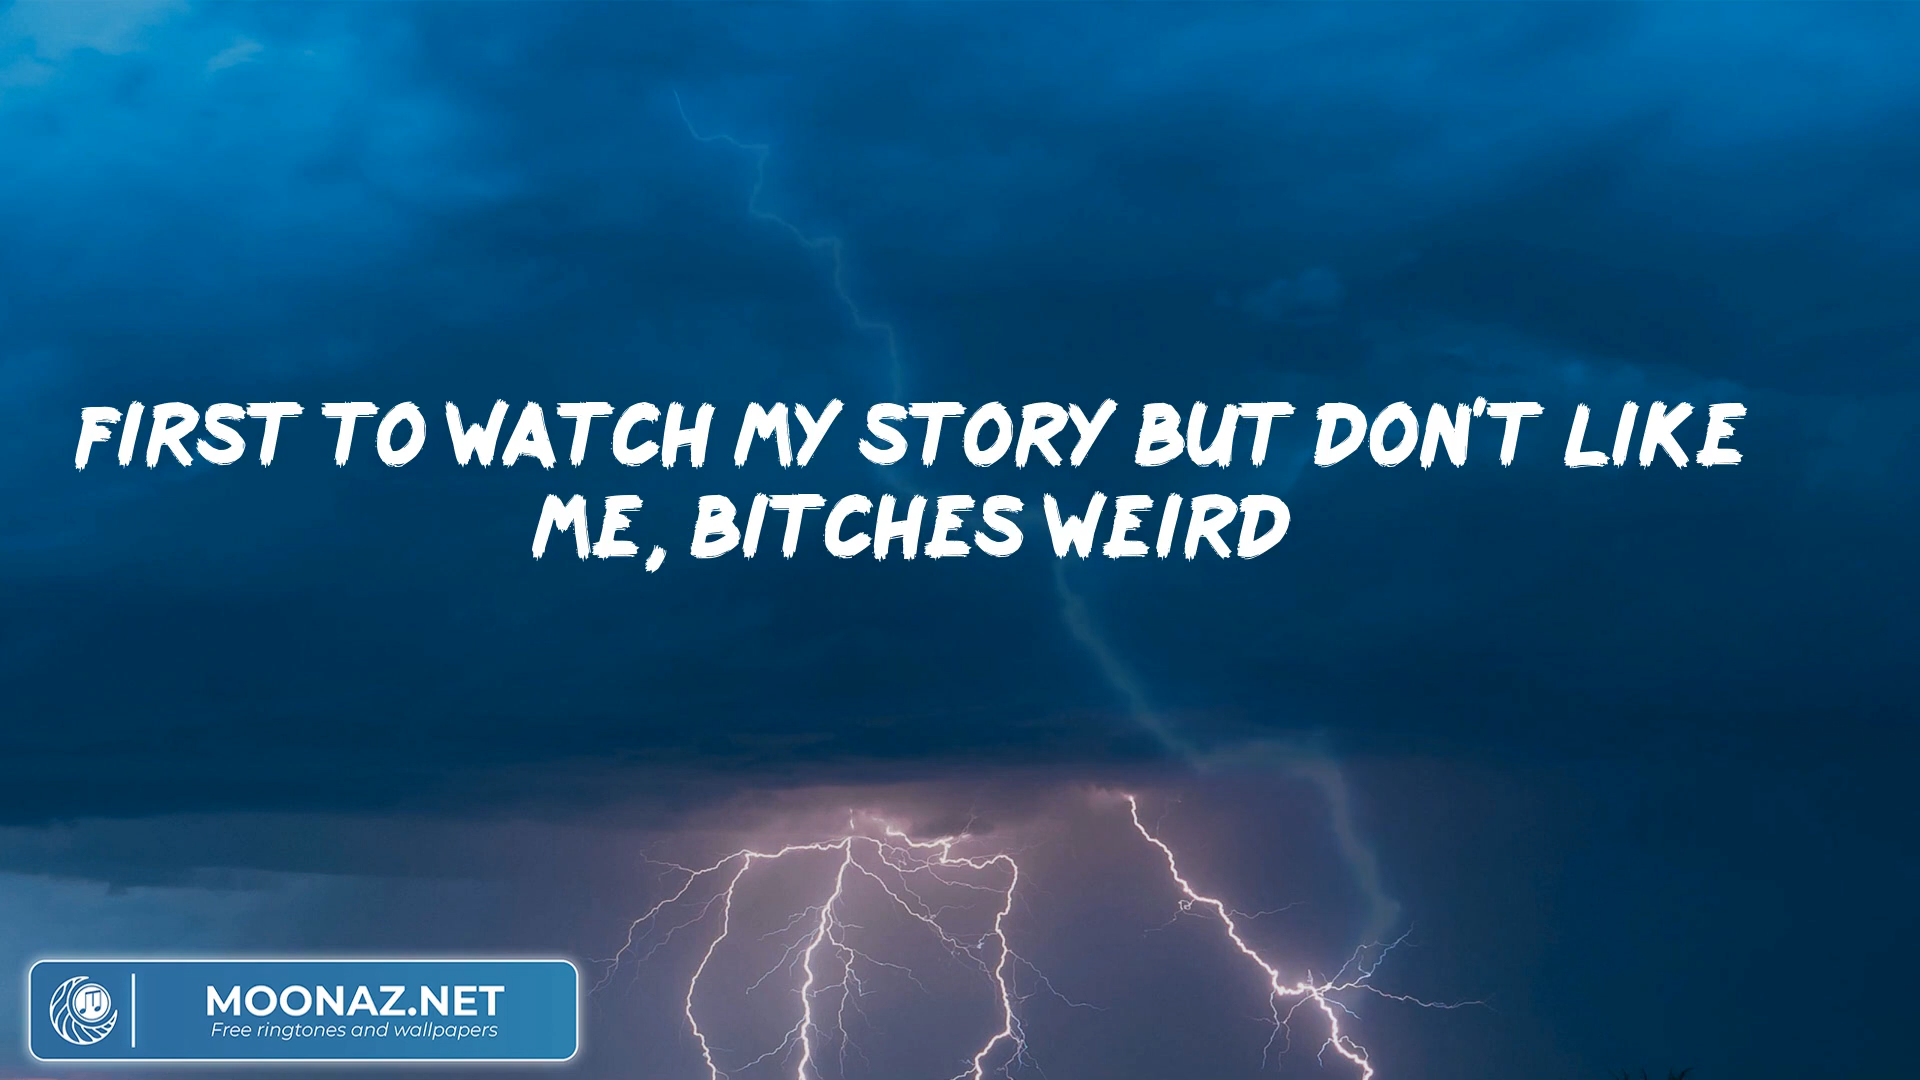 FIRST TO WATCH MY STORY BUT DON'T LIKE
ME, BITCHES WEIRD
MOONAZ.NET
Free ringtones and wallpapers